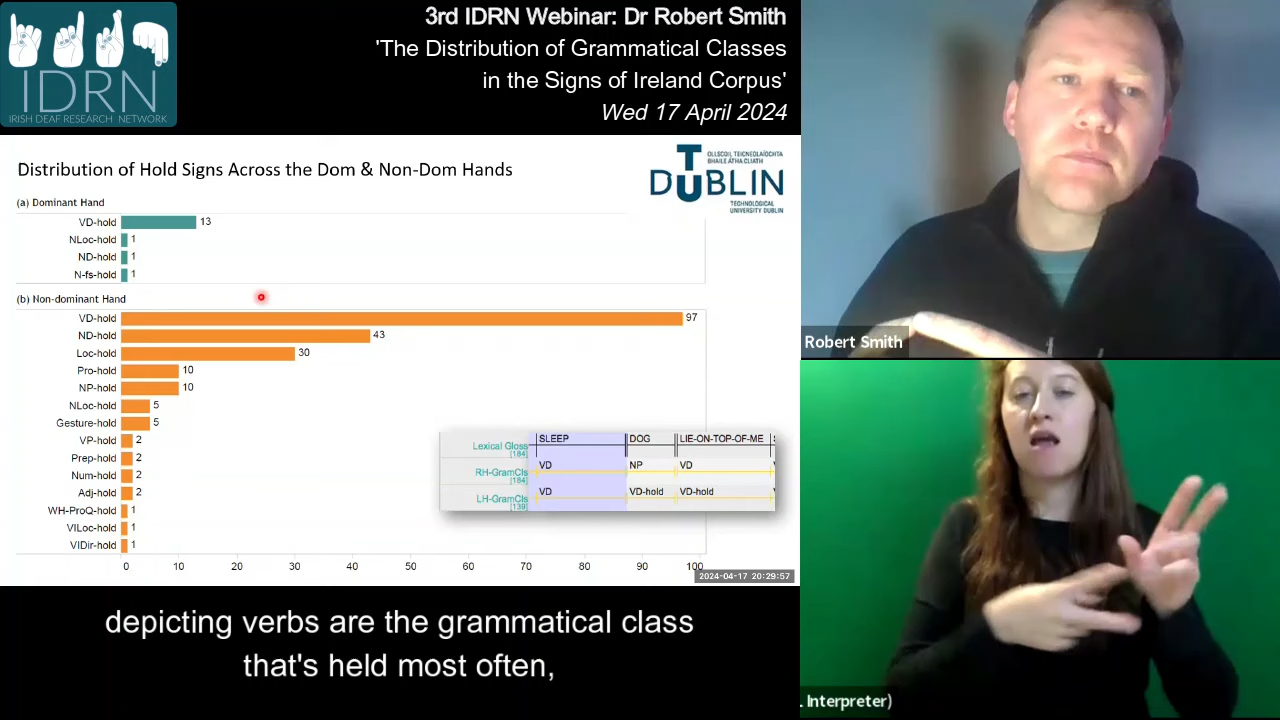 IDRN
IRISH DEAF RESEARCH NETWORK
3rd IDRN Webinar: Dr Robert Smith
'The Distribution of Grammatical Classes
in the Signs of Ireland Corpus'
Wed 17 April 2024
Distribution of Hold Signs Across the Dom & Non-Dom Hands
OLLSCOIL TEICNEOLAÍOCHTA
BHAILE ÁTHA CLIATH
TU DUBLIN
TECHNOLOGICAL
UNIVERSITY DUBLIN
(a) Dominant Hand
VD-hold 13
NLoc-hold 1
ND-hold 1
N-fs-hold 1
(b) Non-dominant Hand
VD-hold 97
ND-hold 43
Loc-hold 30
Pro-hold 10
NP-hold 10
NLoc-hold 5
Gesture-hold 5
VP-hold 2
Prep-hold 2
Num-hold 2
Adj-hold 2
WH-ProQ-hold 1
VILoc-hold 1
VIDir-hold 1
0 10 20 30 40 50 60 70 80 90 100
Lexical Gloss SLEEP DOG LIE-ON-TOP-OF-ME
[184]
RH-GramCls VD NP VD
[184]
LH-GramCls VD VD-hold VD-hold
[139]
2024-04-17 20:29:57
Robert Smith
. Interpreter)
depicting verbs are the grammatical class
that's held most often,